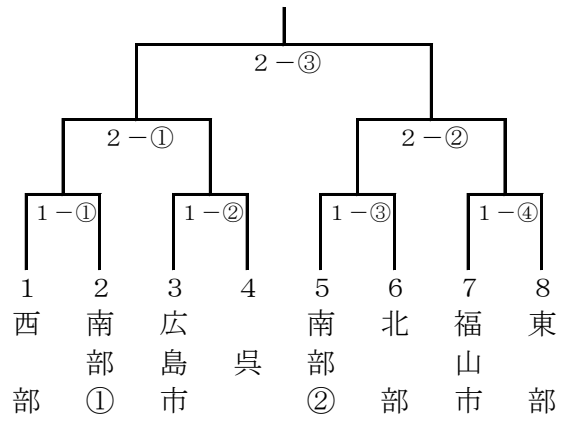 ２－③
２－① ２－②
１－① １－② １－③ １－④
１ ２ ３ ４ ５ ６ ７ ８
西部
南部①
広島市
呉
南部②
北部
福山市
東部